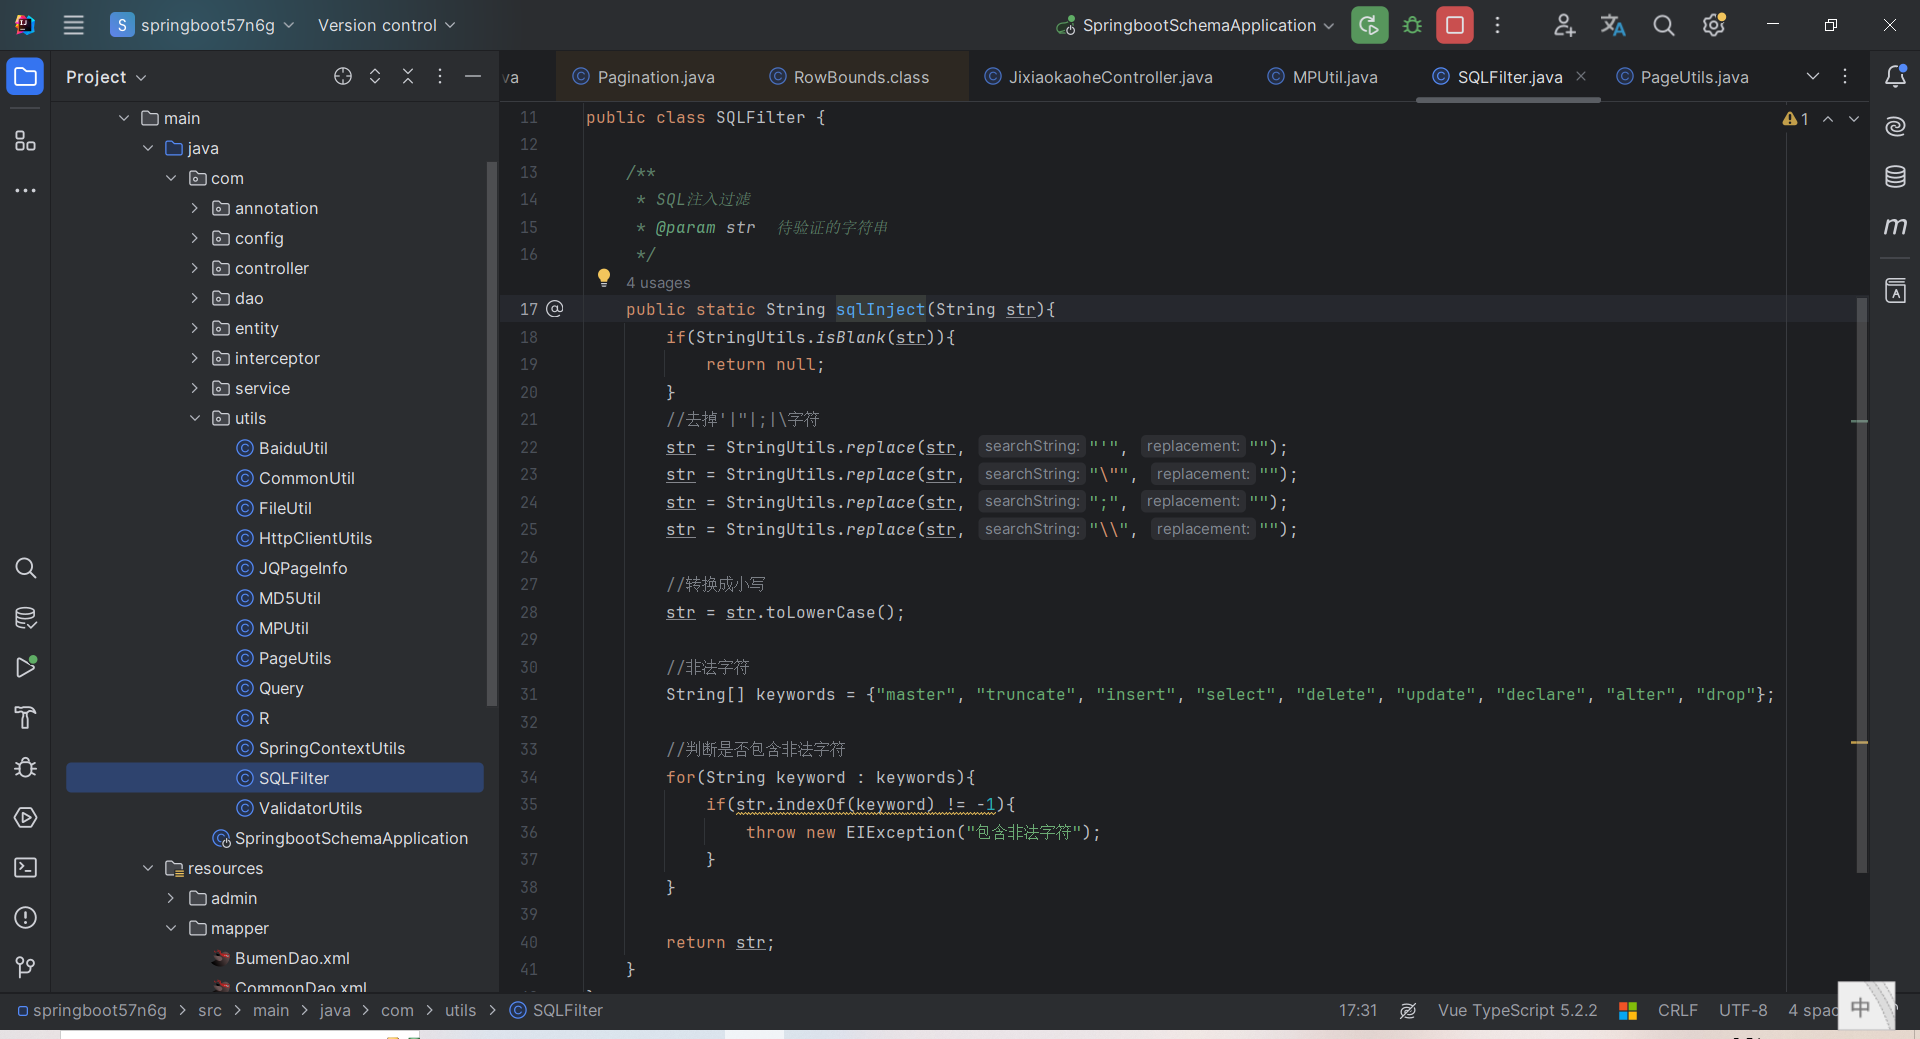 springboot57n6g
Version control
SpringbootSchemaApplication
Project
va
Pagination.java
RowBounds.class
JixiaokaoheController.java
MPUtil.java
SQLFilter.java
PageUtils.java
main
java
com
annotation
config
controller
dao
entity
interceptor
service
utils
BaiduUtil
CommonUtil
FileUtil
HttpClientUtils
JQPageInfo
MD5Util
MPUtil
PageUtils
Query
R
SpringContextUtils
SQLFilter
ValidatorUtils
SpringbootSchemaApplication
resources
admin
mapper
BumenDao.xml
CommonDao.xml
1
11 public class SQLFilter {
12
13 /**
14 * SQL注入过滤
15 * @param str 待验证的字符串
16 */
4 usages
17 @ public static String sqlInject(String str){
18 if(StringUtils.isBlank(str)){
19 return null;
20 }
21 //去掉'|"|;|\字符
22 str = StringUtils.replace(str, searchString: "'", replacement: "");
23 str = StringUtils.replace(str, searchString: "\"", replacement: "");
24 str = StringUtils.replace(str, searchString: ";", replacement: "");
25 str = StringUtils.replace(str, searchString: "\\", replacement: "");
26
27 //转换成小写
28 str = str.toLowerCase();
29
30 //非法字符
31 String[] keywords = {"master", "truncate", "insert", "select", "delete", "update", "declare", "alter", "drop"};
32
33 //判断是否包含非法字符
34 for(String keyword : keywords){
35 if(str.indexOf(keyword) != -1){
36 throw new EIException("包含非法字符");
37 }
38 }
39
40 return str;
41 }
springboot57n6g > src > main > java > com > utils > SQLFilter
17:31
Vue TypeScript 5.2.2
CRLF
UTF-8
4 spac
中